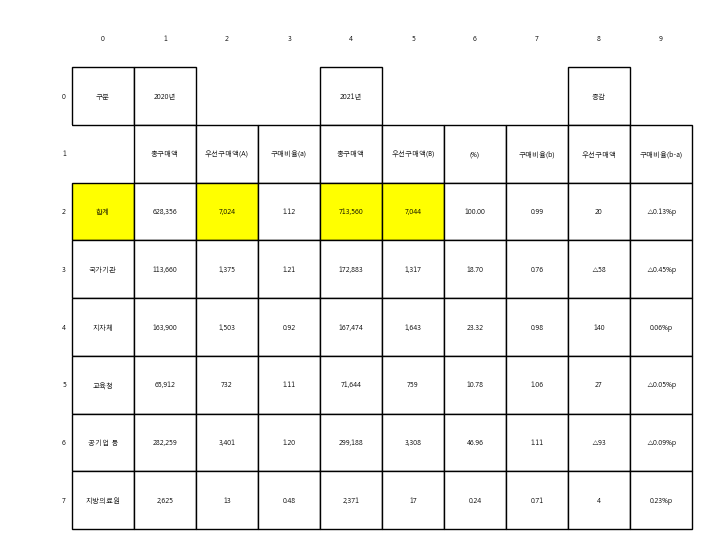 0 1 2 3 4 5 6 7 8 9
0 구분 2020년 2021년 증감
1 총구매액 우선구매액(A) 구매비율(a) 총구매액 우선구매액(B) (%) 구매비율(b) 우선구매액 구매비율(b-a)
2 합계 628,356 7,024 1.12 713,560 7,044 100.00 0.99 20 △0.13%p
3 국가기관 113,660 1,375 1.21 172,883 1,317 18.70 0.76 △58 △0.45%p
4 지자체 163,900 1,503 0.92 167,474 1,643 23.32 0.98 140 0.06%p
5 교육청 65,912 732 1.11 71,644 759 10.78 1.06 27 △0.05%p
6 공기업 등 282,259 3,401 1.20 299,188 3,308 46.96 1.11 △93 △0.09%p
7 지방의료원 2,625 13 0.48 2,371 17 0.24 0.71 4 0.23%p